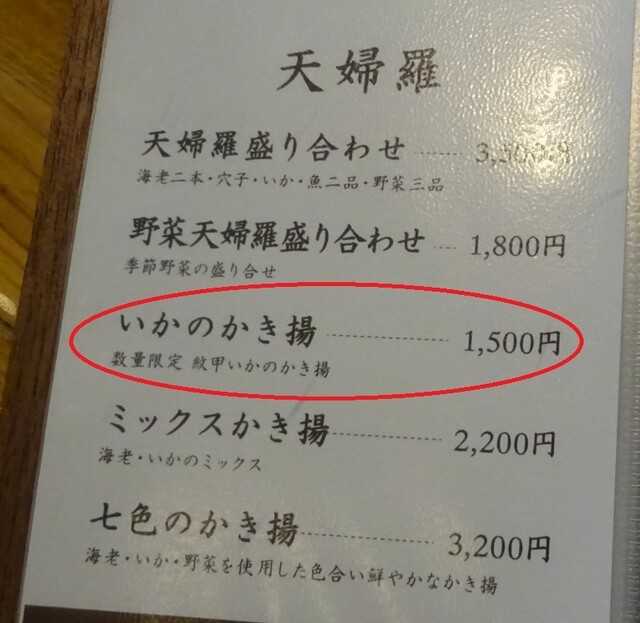 天婦羅
天婦羅盛り合わせ
海老二本・穴子・いか・魚二品・野菜三品
野菜天婦羅盛り合わせ 1,800円
季節野菜の盛り合せ
いかのかき揚 1,500円
数量限定 紋甲いかのかき揚
ミックスかき揚 2,200円
海老・いかのミックス
七色のかき揚 3,200円
海老・いか・野菜を使用した色合い鮮やかなかき揚